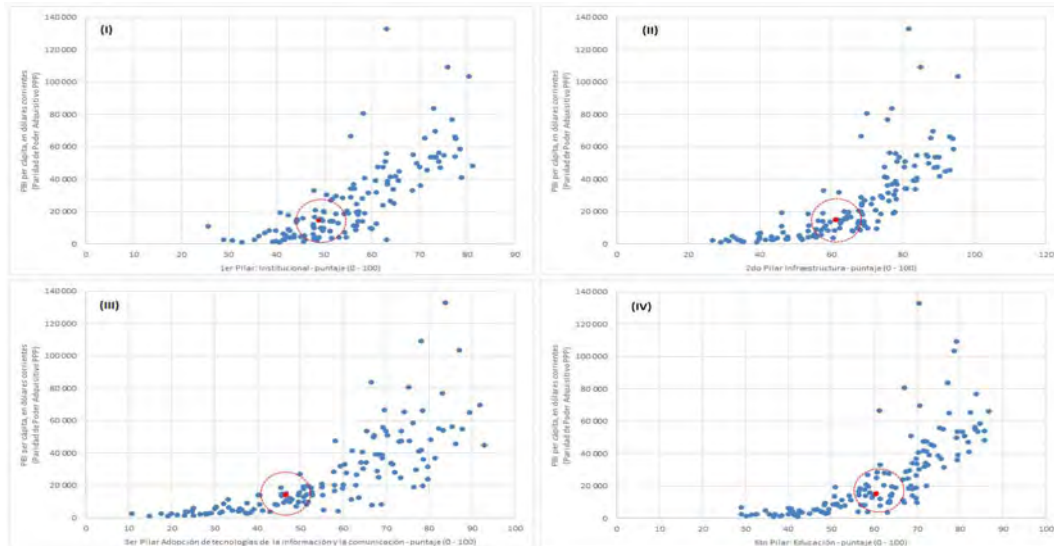 (I)
PBI per cápita, en dólares corrientes
(Paridad de Poder Adquisitivo PPP)
140 000
120 000
100 000
80 000
60 000
40 000
20 000
0
0 10 20 30 40 50 60 70 80 90
1er Pilar: Institucional - puntaje (0 - 100)
(II)
PBI per cápita, en dólares corrientes
(Paridad de Poder Adquisitivo PPP)
140 000
120 000
100 000
80 000
60 000
40 000
20 000
0
0 20 40 60 80 100 120
2do Pilar Infraestructura - puntaje (0 - 100)
(III)
PBI per cápita, en dólares corrientes
(Paridad de Poder Adquisitivo PPP)
140 000
120 000
100 000
80 000
60 000
40 000
20 000
0
0 10 20 30 40 50 60 70 80 90 100
3er Pilar Adopción de tecnologías de la información y la comunicación - puntaje (0 - 100)
(IV)
PBI per cápita, en dólares corrientes
(Paridad de Poder Adquisitivo PPP)
140 000
120 000
100 000
80 000
60 000
40 000
20 000
0
0 10 20 30 40 50 60 70 80 90 100
Pilar: Educación - puntaje (0 - 100)